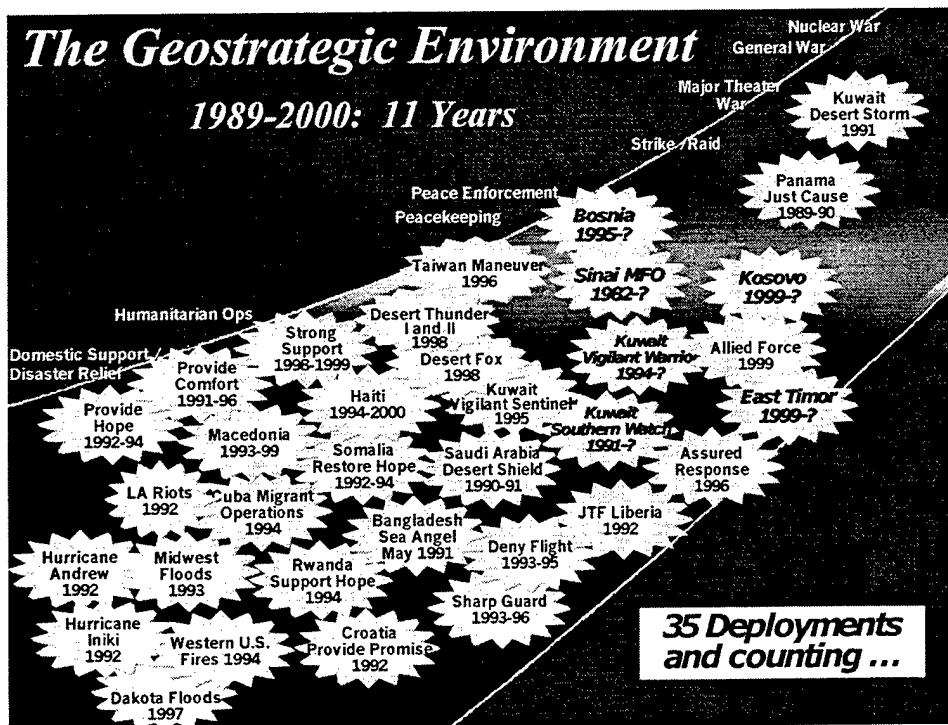 The Geostrategic Environment
1989-2000: 11 Years
Nuclear War
General War
Major Theater
War
Strike /Raid
Peace Enforcement
Peacekeeping
Humanitarian Ops
Domestic Support /
Disaster Relief
Kuwait
Desert Storm
1991
Panama
Just Cause
1989-90
Bosnia
1995-?
Taiwan Maneuver
1996
Sinai MFO
1982-?
Kosovo
1999-?
Strong
Support
1998-1999
Desert Thunder
I and II
1998
Desert Fox
1998
Kuwait
Vigilant Warrior
1994-?
Allied Force
1999
Provide
Comfort
1991-96
Haiti
1994-2000
Kuwait
Vigilant Sentinel
1995
East Timor
1999-?
Provide
Hope
1992-94
Macedonia
1993-99
Kuwait
Southern Watch
1991-?
Somalia
Restore Hope
1992-94
Saudi Arabia
Desert Shield
1990-91
Assured
Response
1996
LA Riots
1992
Cuba Migrant
Operations
1994
JTF Liberia
1992
Bangladesh
Sea Angel
May 1991
Deny Flight
1993-95
Hurricane
Andrew
1992
Midwest
Floods
1993
Rwanda
Support Hope
1994
Sharp Guard
1993-96
Hurricane
Iniki
1992
Western U.S.
Fires 1994
Croatia
Provide Promise
1992
Dakota Floods
1997
35 Deployments
and counting ...